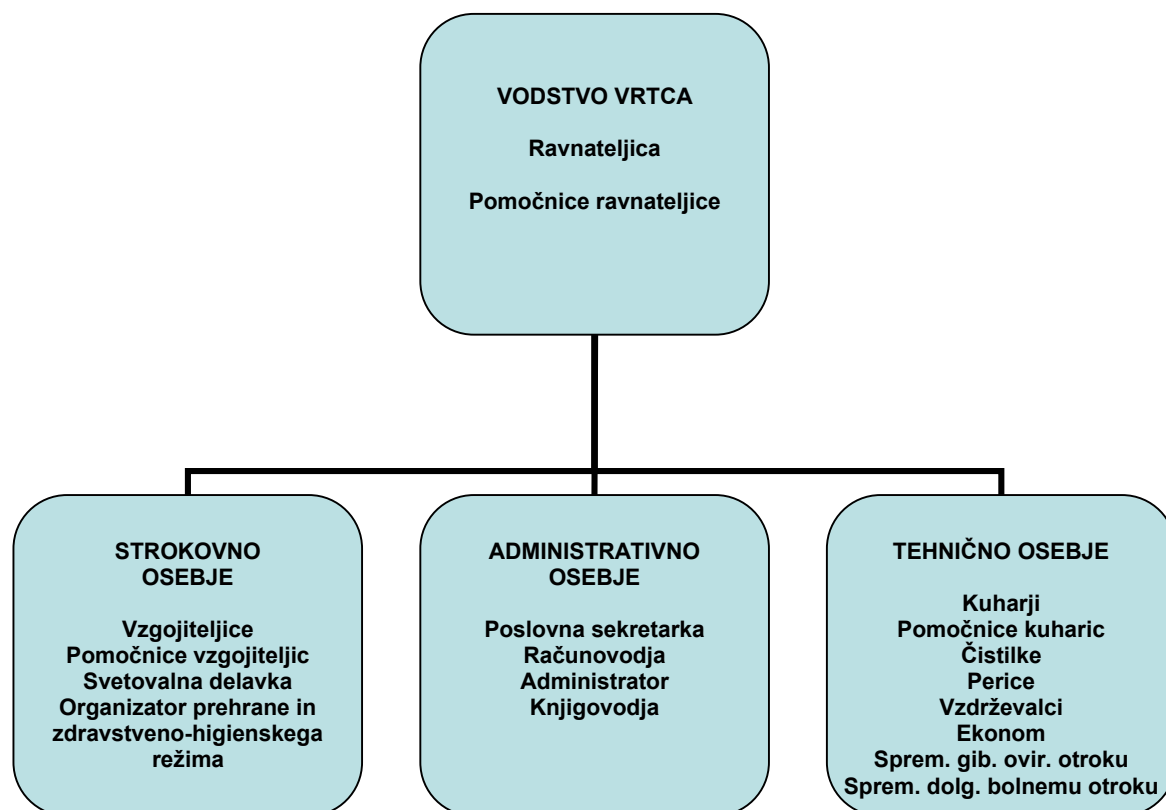 VODSTVO VRTCA
Ravnateljica
Pomočnice ravnateljice
STROKOVNO
OSEBJE
Vzgojiteljice
Pomočnice vzgojiteljic
Svetovalna delavka
Organizator prehrane in
zdravstveno-higienskega
režima
ADMINISTRATIVNO
OSEBJE
Poslovna sekretarka
Računovodja
Administrator
Knjigovodja
TEHNIČNO OSEBJE
Kuharji
Pomočnice kuharic
Čistilke
Perice
Vzdrževalci
Ekonom
Sprem. gib. ovir. otroku
Sprem. dolg. bolnemu otroku